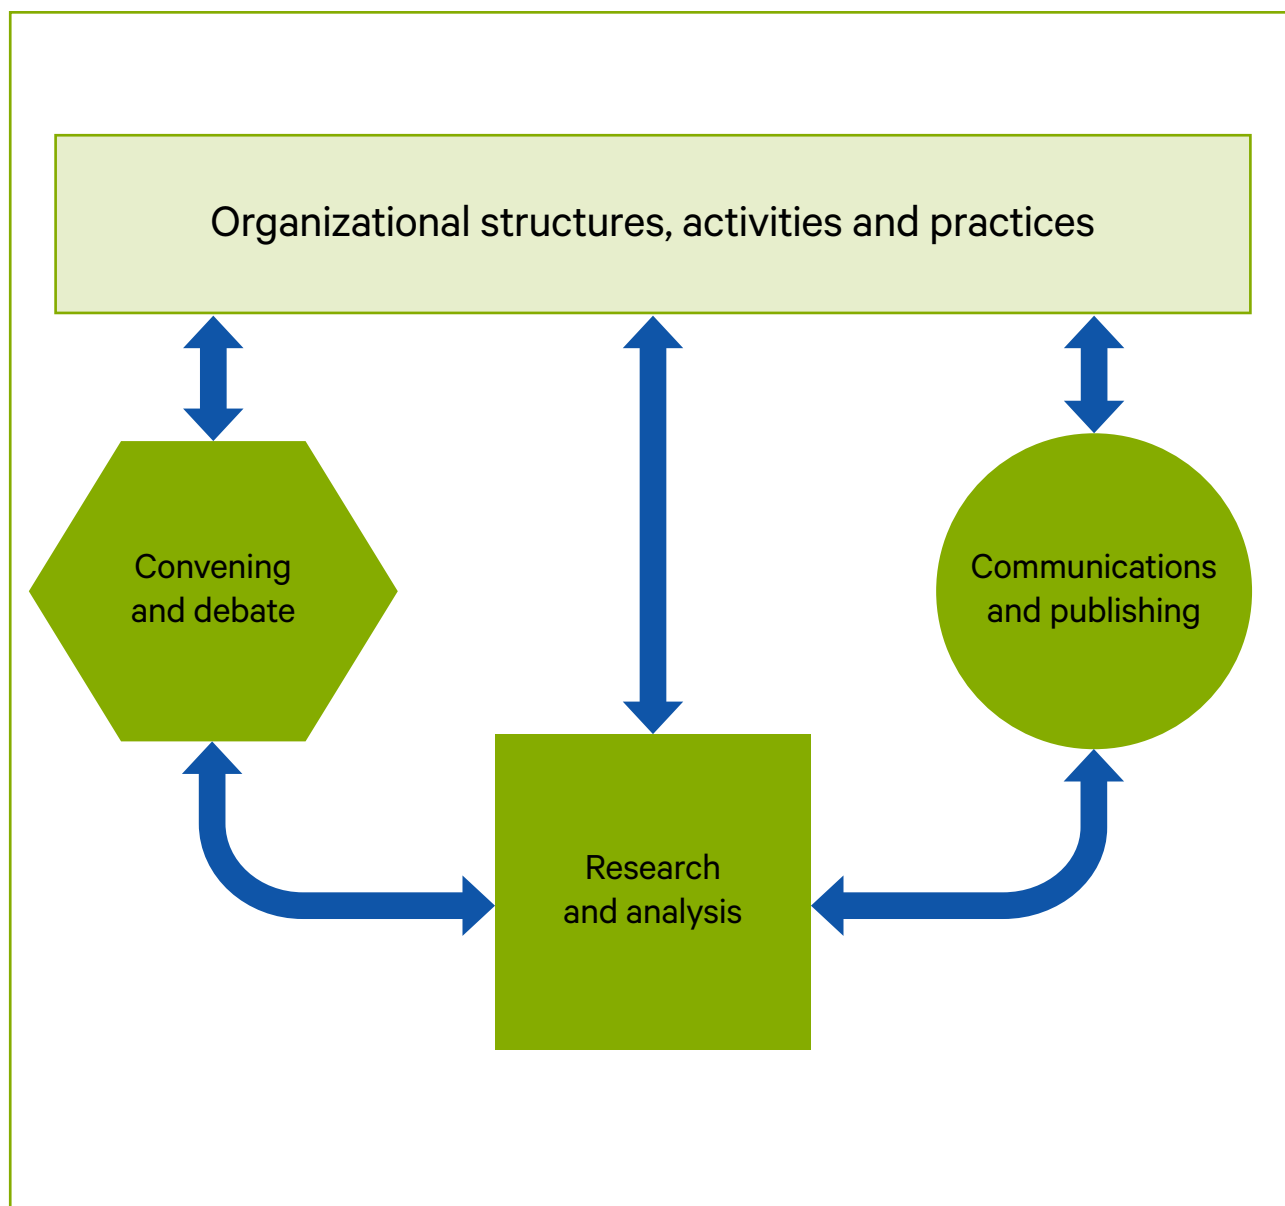 Organizational structures, activities and practices
Convening
and debate
Communications
and publishing
Research
and analysis